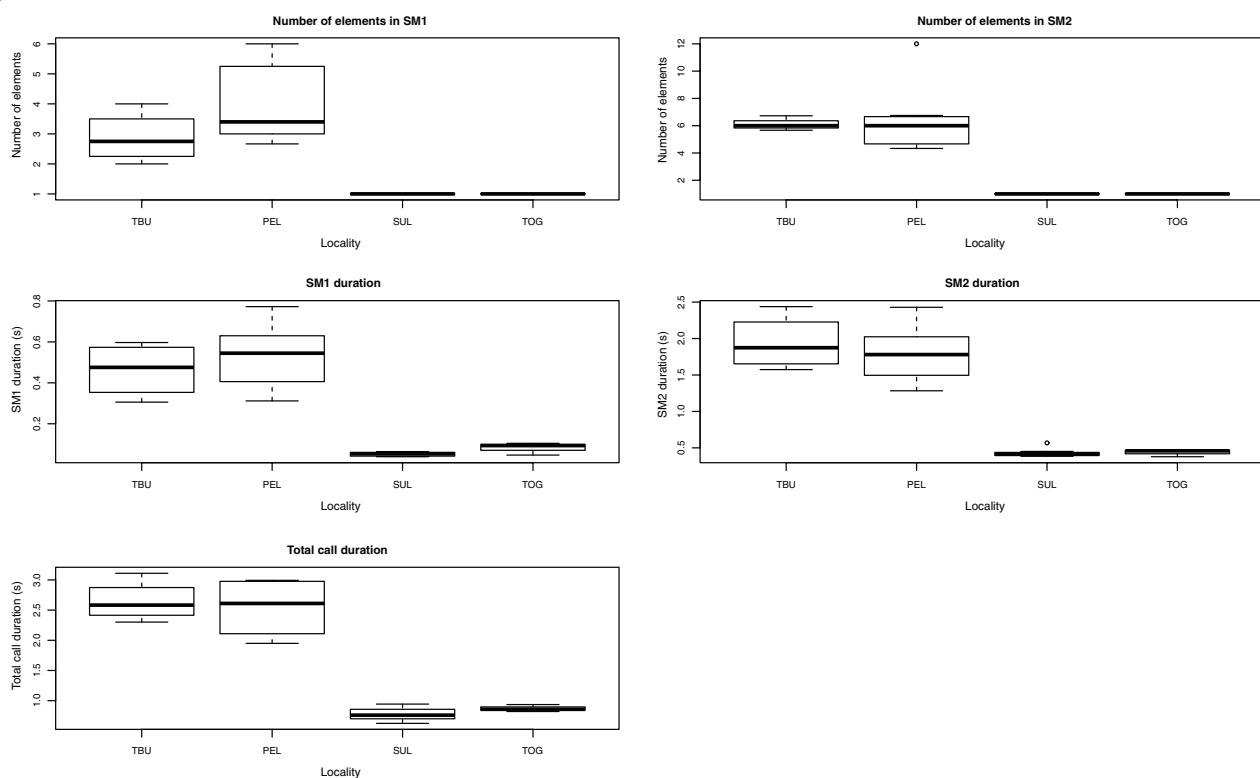 Number of elements in SM1
Number of elements
6
5
4
3
2
1
TBU PEL SUL TOG
Locality
Number of elements in SM2
Number of elements
12
10
8
6
4
2
TBU PEL SUL TOG
Locality
SM1 duration
SM1 duration (s)
0.8
0.6
0.4
0.2
TBU PEL SUL TOG
Locality
SM2 duration
SM2 duration (s)
2.5
2.0
1.5
1.0
0.5
TBU PEL SUL TOG
Locality
Total call duration
Total call duration (s)
3.0
2.5
2.0
1.5
1.0
TBU PEL SUL TOG
Locality